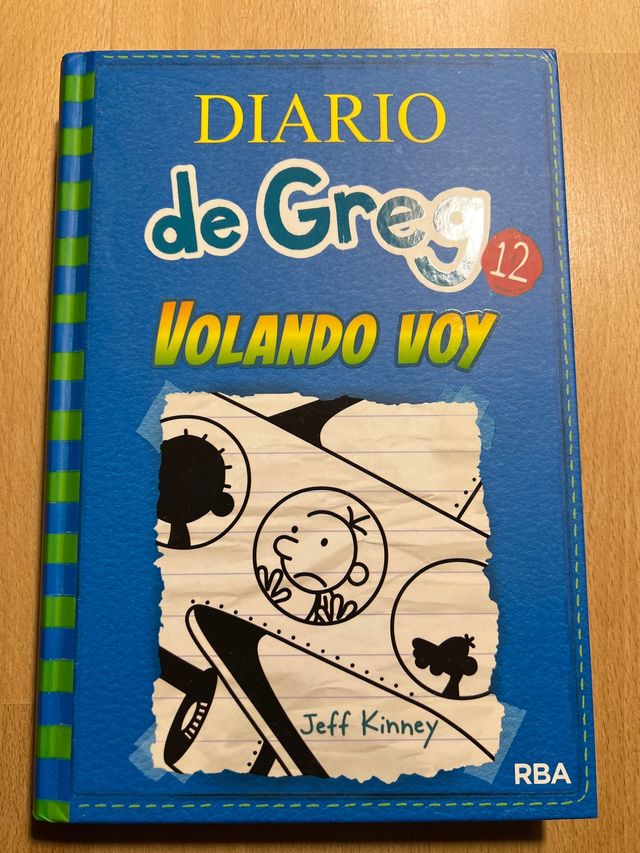 DIARIO
de Greg
12
VOLANDO VOY
Jeff Kinney
RBA